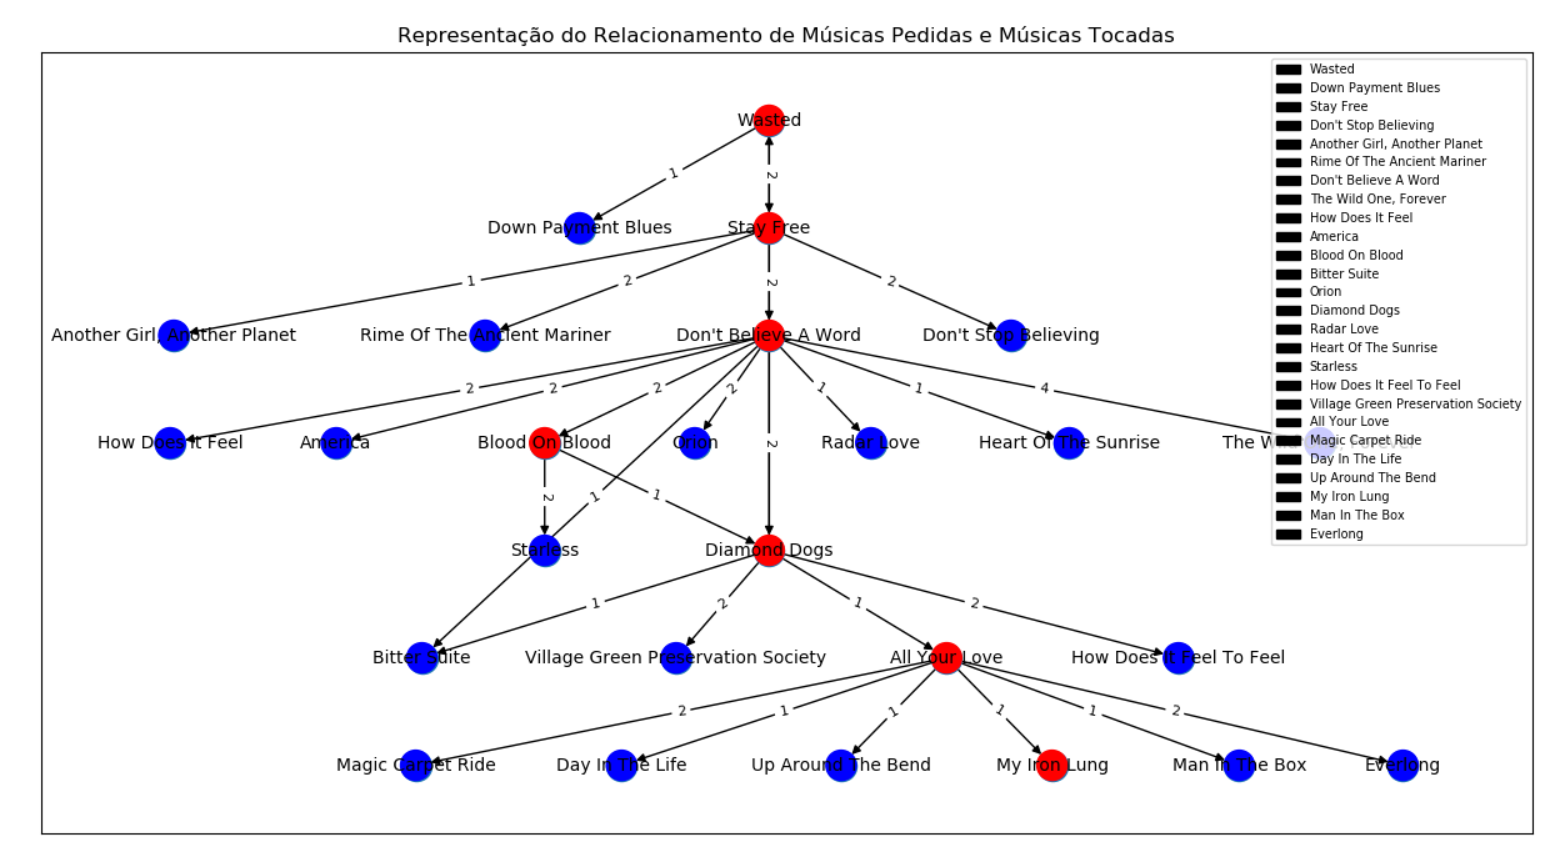 Representação do Relacionamento de Músicas Pedidas e Músicas Tocadas
Wasted
1
2
Down Payment Blues
Stay Free
1
2
2
2
Another Girl, Another Planet
Rime Of The Ancient Mariner
Don't Believe A Word
Don't Stop Believing
2
2
2
2
1
1
4
How Does It Feel
America
Blood On Blood
Orion
Radar Love
Heart Of The Sunrise
The W
2
1
1
2
Starless
Diamond Dogs
1
2
1
2
Bitter Suite
Village Green Preservation Society
All Your Love
How Does It Feel To Feel
2
1
1
1
1
2
Magic Carpet Ride
Day In The Life
Up Around The Bend
My Iron Lung
Man In The Box
Everlong
Wasted
Down Payment Blues
Stay Free
Don't Stop Believing
Another Girl, Another Planet
Rime Of The Ancient Mariner
Don't Believe A Word
The Wild One, Forever
How Does It Feel
America
Blood On Blood
Bitter Suite
Orion
Diamond Dogs
Radar Love
Heart Of The Sunrise
Starless
How Does It Feel To Feel
Village Green Preservation Society
All Your Love
Magic Carpet Ride
Day In The Life
Up Around The Bend
My Iron Lung
Man In The Box
Everlong